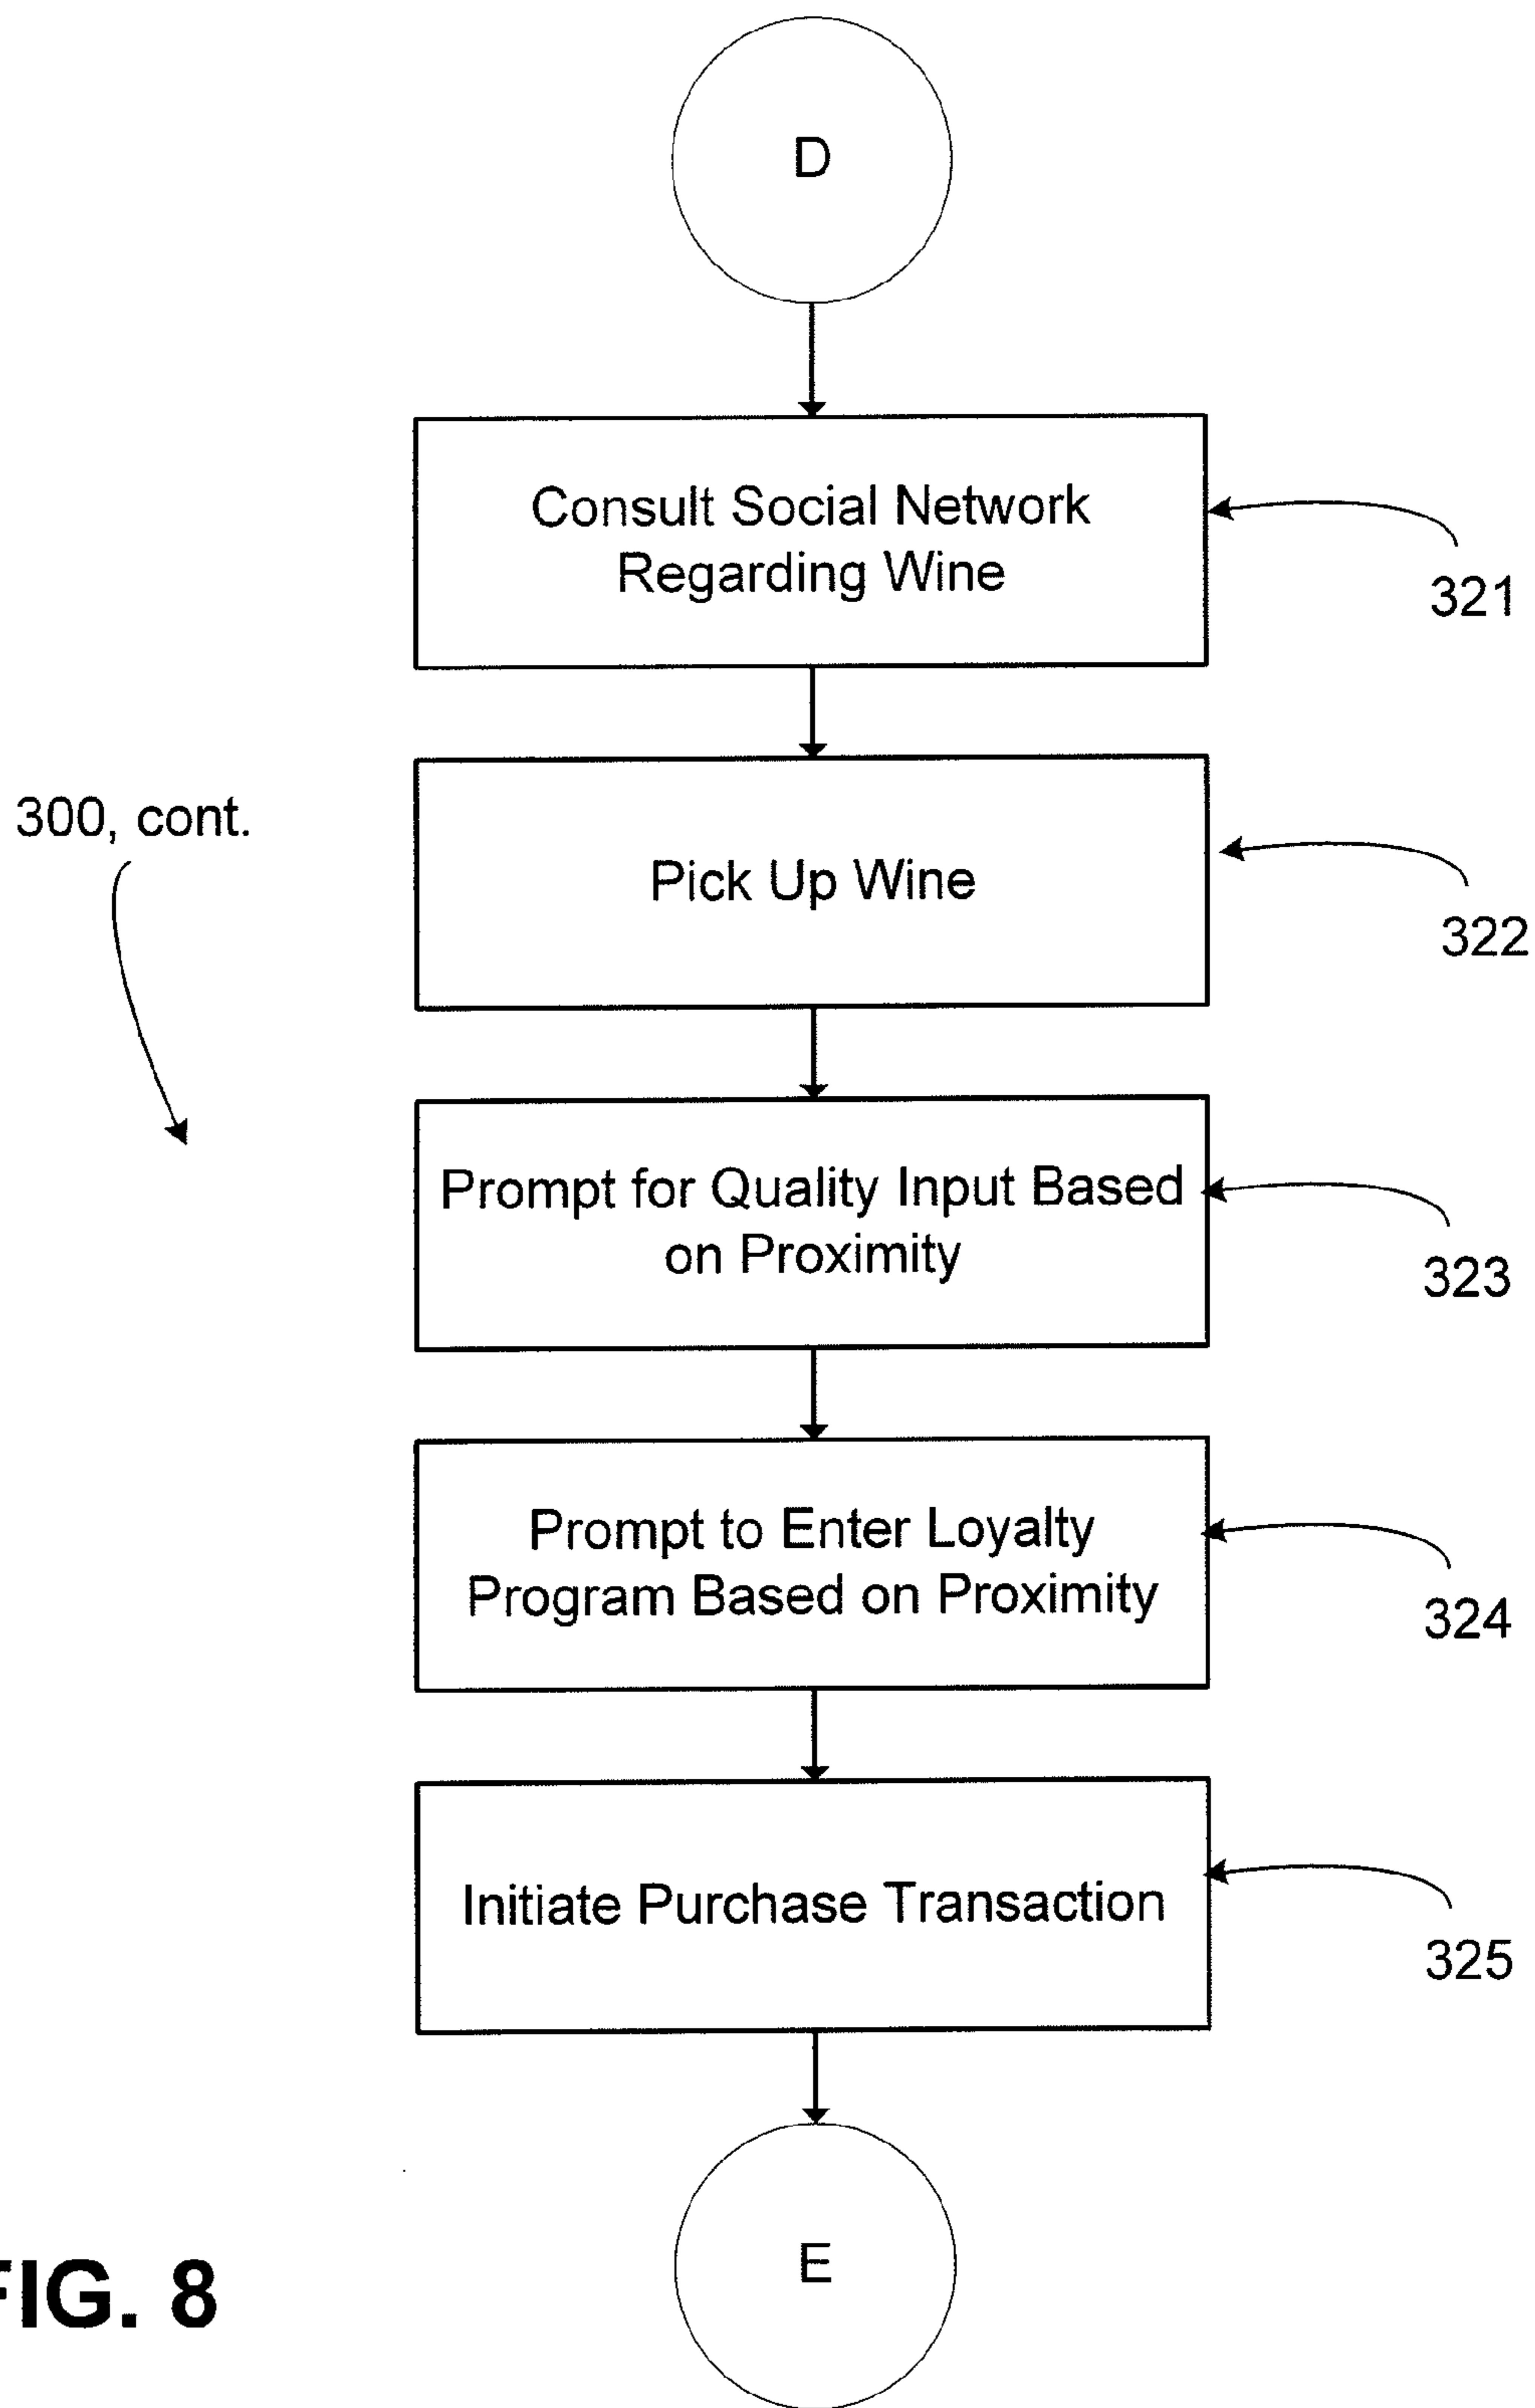 D
Consult Social Network
Regarding Wine
321
300, cont.
Pick Up Wine
322
Prompt for Quality Input Based
on Proximity
323
Prompt to Enter Loyalty
Program Based on Proximity
324
Initiate Purchase Transaction
325
E
FIG. 8